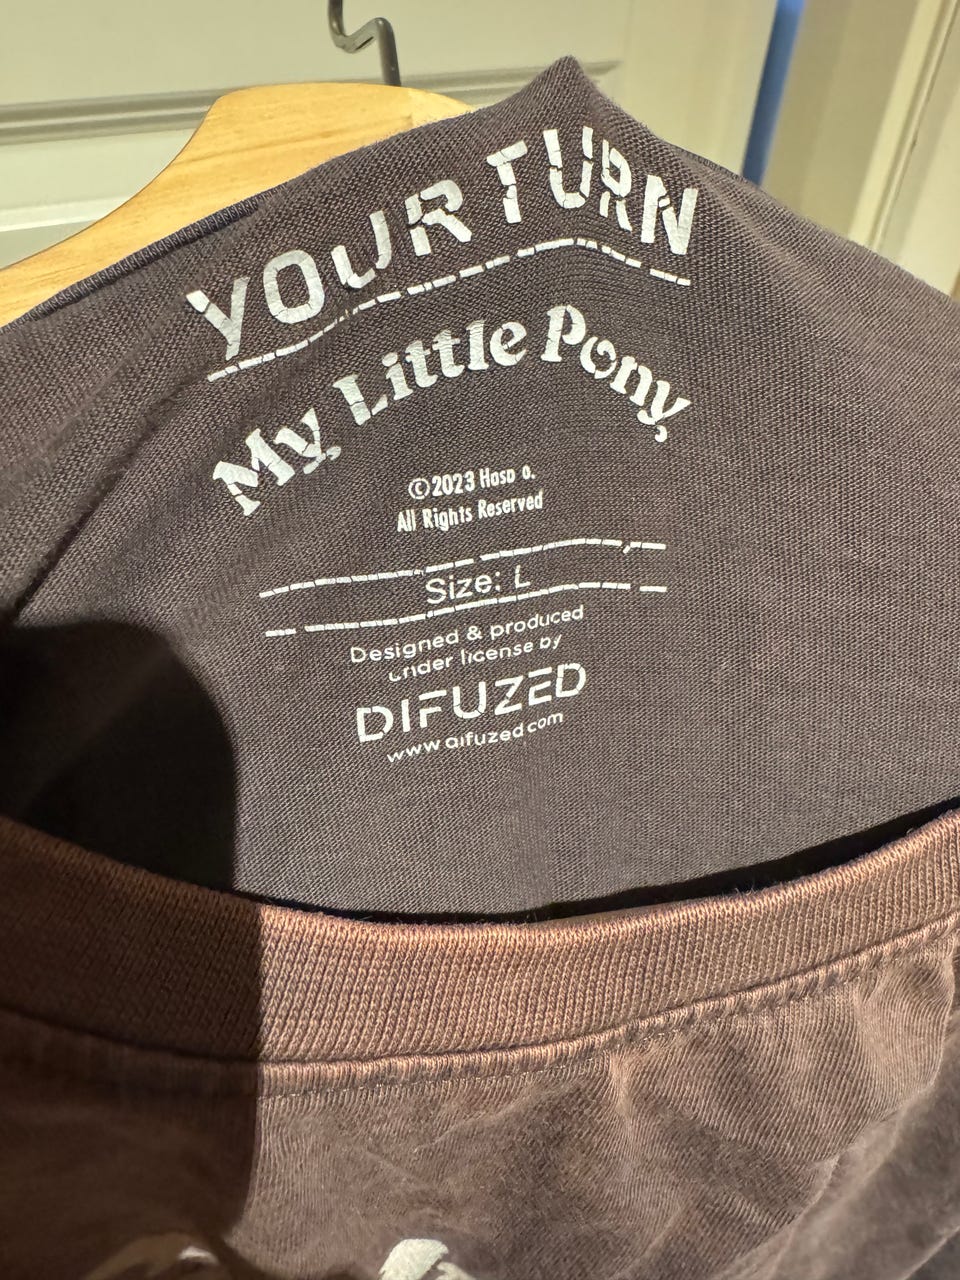 YOUR TURN
My Little Pony
©2023 Hasb o.
All Rights Reserved
Size: L
Designed & produced
under license by
DIFUZED
www.difuzed.com